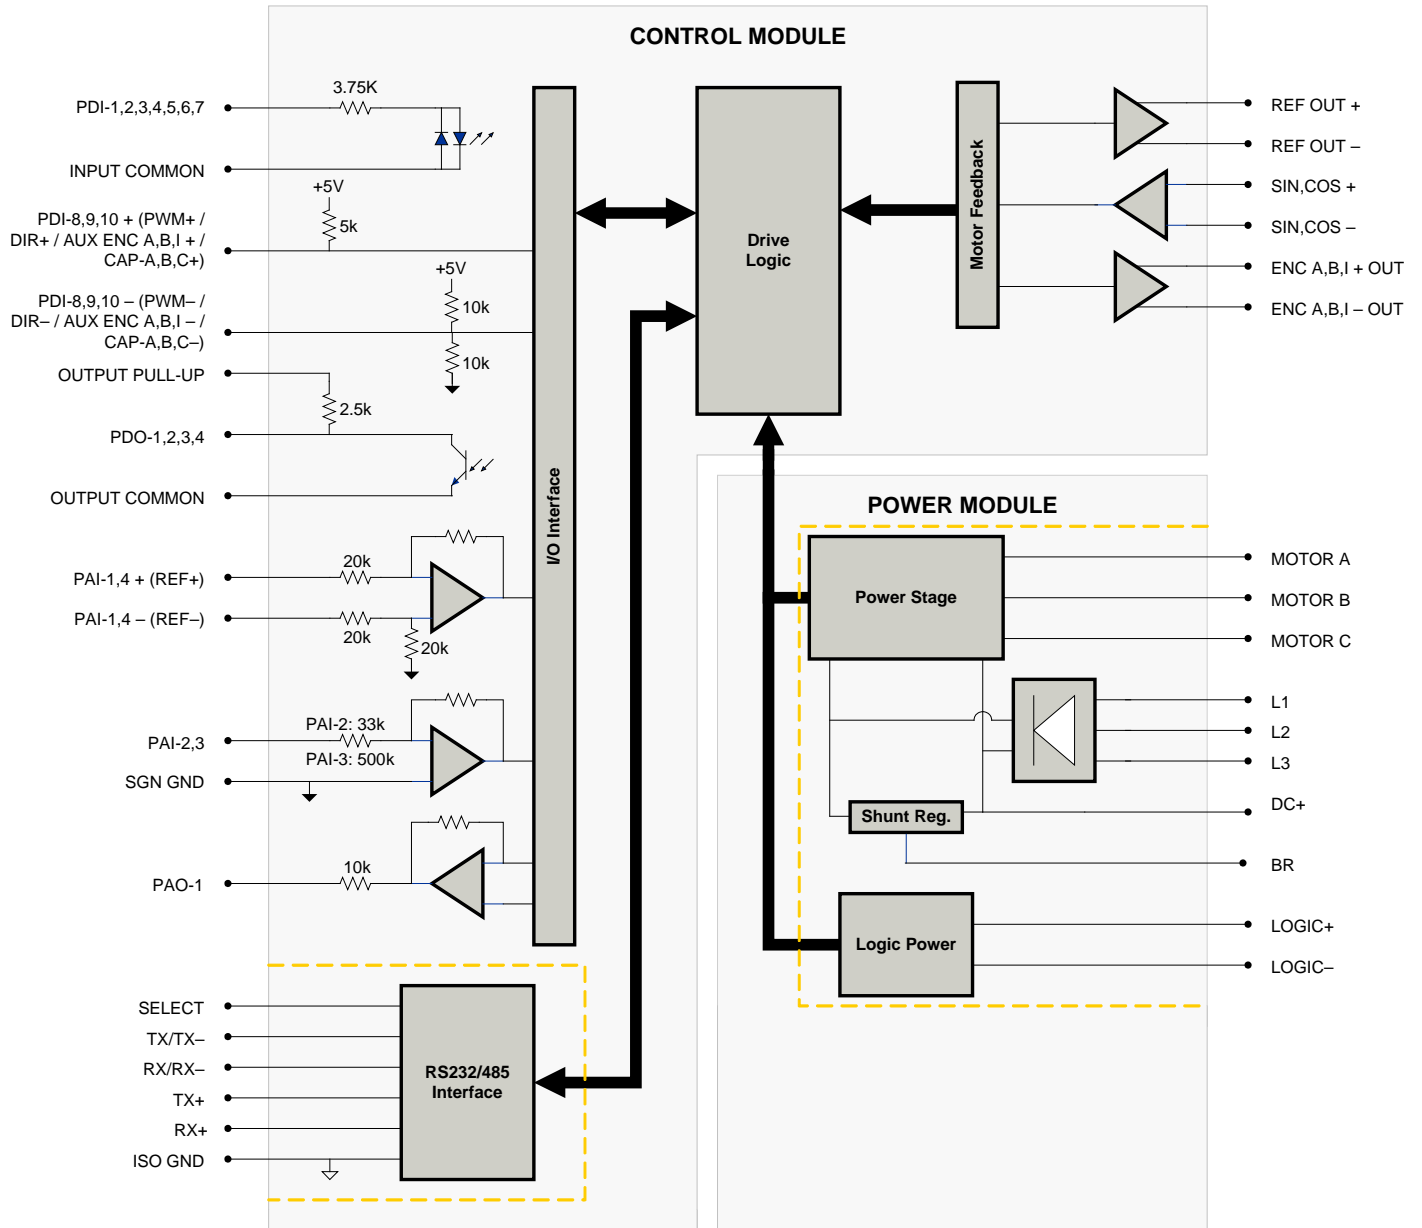 CONTROL MODULE
PDI-1,2,3,4,5,6,7
3.75K
INPUT COMMON
+5V
5k
PDI-8,9,10 + (PWM+ /
DIR+ / AUX ENC A,B,I + /
CAP-A,B,C+)
+5V
10k
PDI-8,9,10 – (PWM– /
DIR– / AUX ENC A,B,I – /
CAP-A,B,C–)
10k
OUTPUT PULL-UP
2.5k
PDO-1,2,3,4
OUTPUT COMMON
20k
PAI-1,4 + (REF+)
PAI-1,4 – (REF–)
20k
20k
PAI-2: 33k
PAI-2,3
PAI-3: 500k
SGN GND
10k
PAO-1
I/O Interface
Drive
Logic
Motor Feedback
REF OUT +
REF OUT –
SIN,COS +
SIN,COS –
ENC A,B,I + OUT
ENC A,B,I – OUT
SELECT
TX/TX–
RX/RX–
TX+
RX+
ISO GND
RS232/485
Interface
POWER MODULE
Power Stage
MOTOR A
MOTOR B
MOTOR C
L1
L2
L3
Shunt Reg.
DC+
BR
Logic Power
LOGIC+
LOGIC–